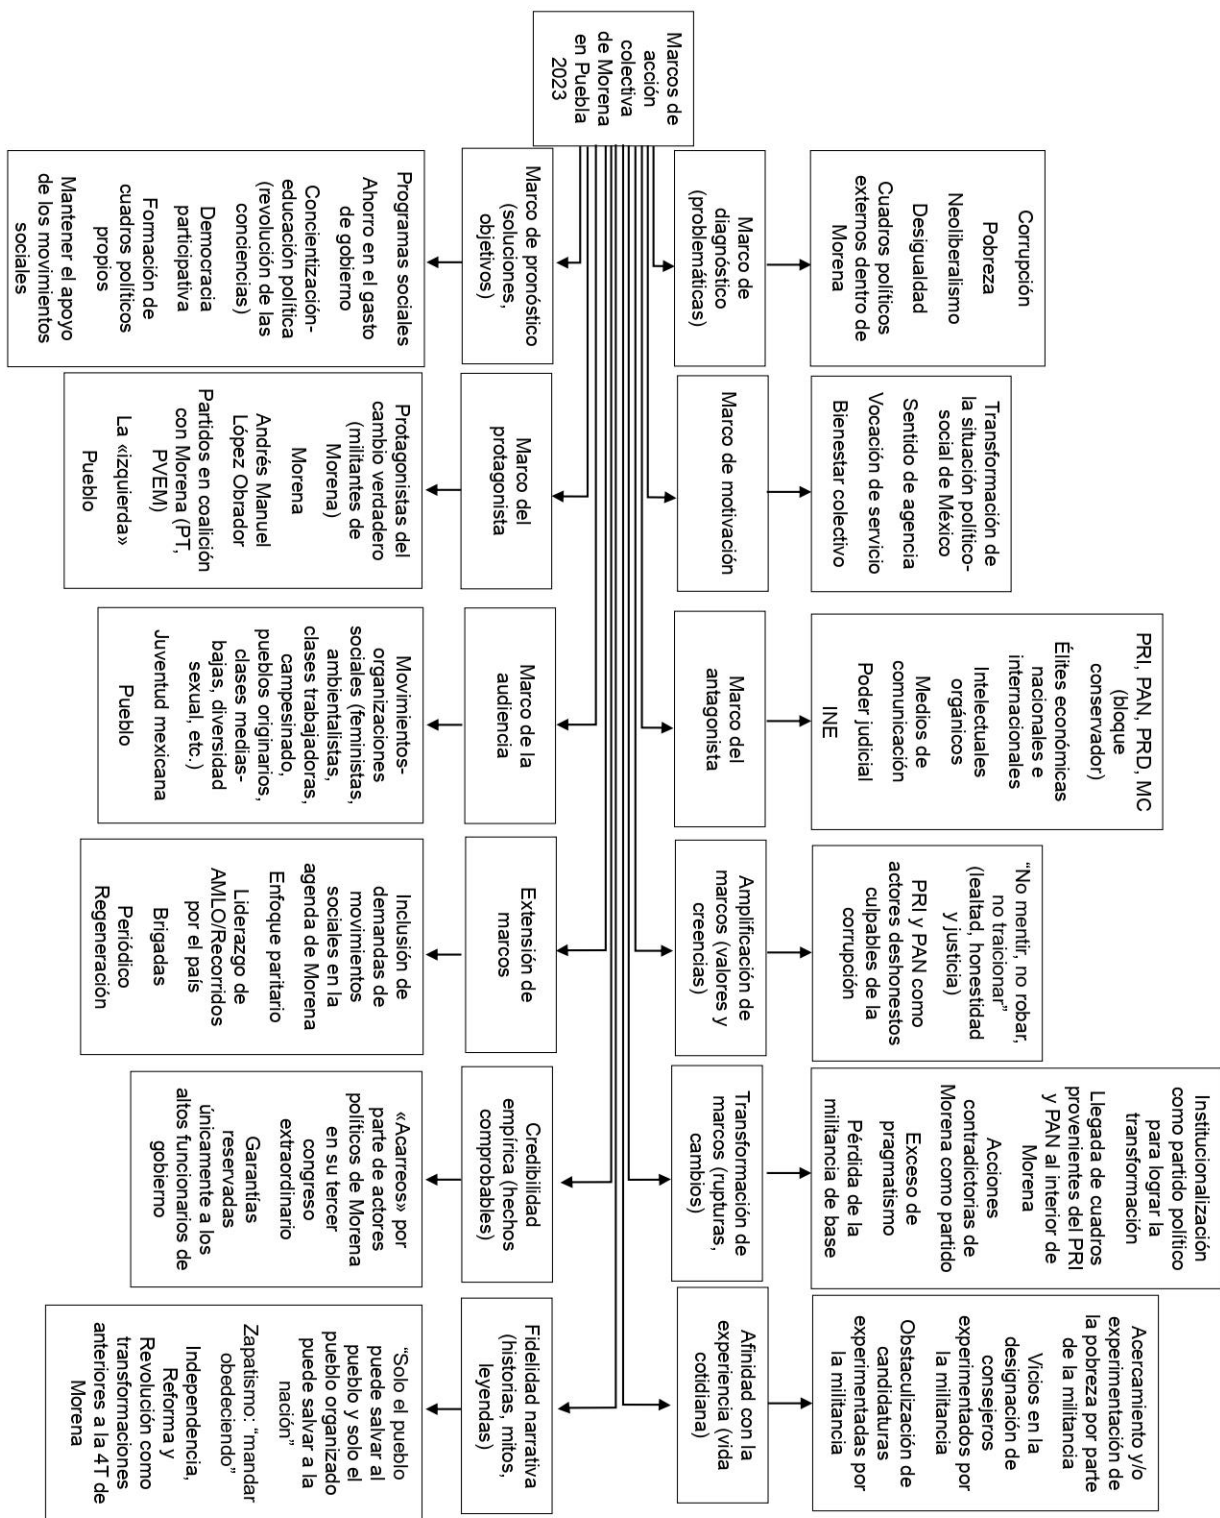 Marcos de
acción
colectiva
de Morena
en Puebla
2023
Corrupción
Neoliberalismo
Pobreza
Desigualdad
Cuadros políticos
externos dentro de
Morena
Marco de
diagnóstico
(problemáticas)
Marco de pronóstico
(soluciones,
objetivos)
Programas sociales
Ahorro en el gasto
de gobierno
Concientización-
educación política
(revolución de las
conciencias)
Democracia
participativa
Formación de
cuadros políticos
propios
Mantener el apoyo
de los movimientos
sociales
Transformación de
la situación político-
social de México
Sentido de agencia
Vocación de servicio
Bienestar colectivo
Marco de motivación
Marco del
protagonista
Protagonistas del
cambio verdadero
(militantes de
Morena)
Morena
Andrés Manuel
López Obrador
Partidos en coalición
con Morena (PT,
PVEM)
La «izquierda»
Pueblo
PRI, PAN, PRD, MC
(bloque
conservador)
Élites económicas
nacionales e
internacionales
Intelectuales
orgánicos
Medios de
comunicación
Poder judicial
INE
Marco del
antagonista
Marco de la
audiencia
Movimientos-
organizaciones
sociales (feministas,
ambientalistas,
clases trabajadoras,
campesinado,
pueblos originarios,
clases medias-
bajas, diversidad
sexual, etc.)
Juventud mexicana
Pueblo
“No mentir, no robar,
no traicionar”
(lealtad, honestidad
y justicia)
PRI y PAN como
actores deshonestos
culpables de la
corrupción
Amplificación de
marcos (valores y
creencias)
Extensión de
marcos
Inclusión de
demandas de
movimientos
sociales en la
agenda de Morena
Enfoque paritario
Liderazgo de
AMLO/Recorridos
por el país
Brigadas
Periódico
Regeneración
Institucionalización
como partido político
para lograr la
transformación
Llegada de cuadros
provenientes del PRI
y PAN al interior de
Morena
Acciones
contradictorias de
Morena como partido
Exceso de
pragmatismo
Pérdida de la
militancia de base
Transformación de
marcos (rupturas,
cambios)
Credibilidad
empírica (hechos
comprobables)
«Acarreos» por
parte de actores
políticos de Morena
en su tercer
congreso
extraordinario
Garantías
reservadas
únicamente a los
altos funcionarios de
gobierno
Acercamiento y/o
experimentación de
la pobreza por parte
de la militancia
Vicios en la
designación de
consejeros
experimentados por
la militancia
Obstaculización de
candidaturas
experimentadas por
la militancia
Afinidad con la
experiencia (vida
cotidiana)
Fidelidad narrativa
(historias, mitos,
leyendas)
“Solo el pueblo
puede salvar al
pueblo y solo el
pueblo organizado
puede salvar a la
nación”
Zapatismo: “mandar
obedeciendo”
Independencia,
Reforma y
Revolución como
transformaciones
anteriores a la 4T de
Morena